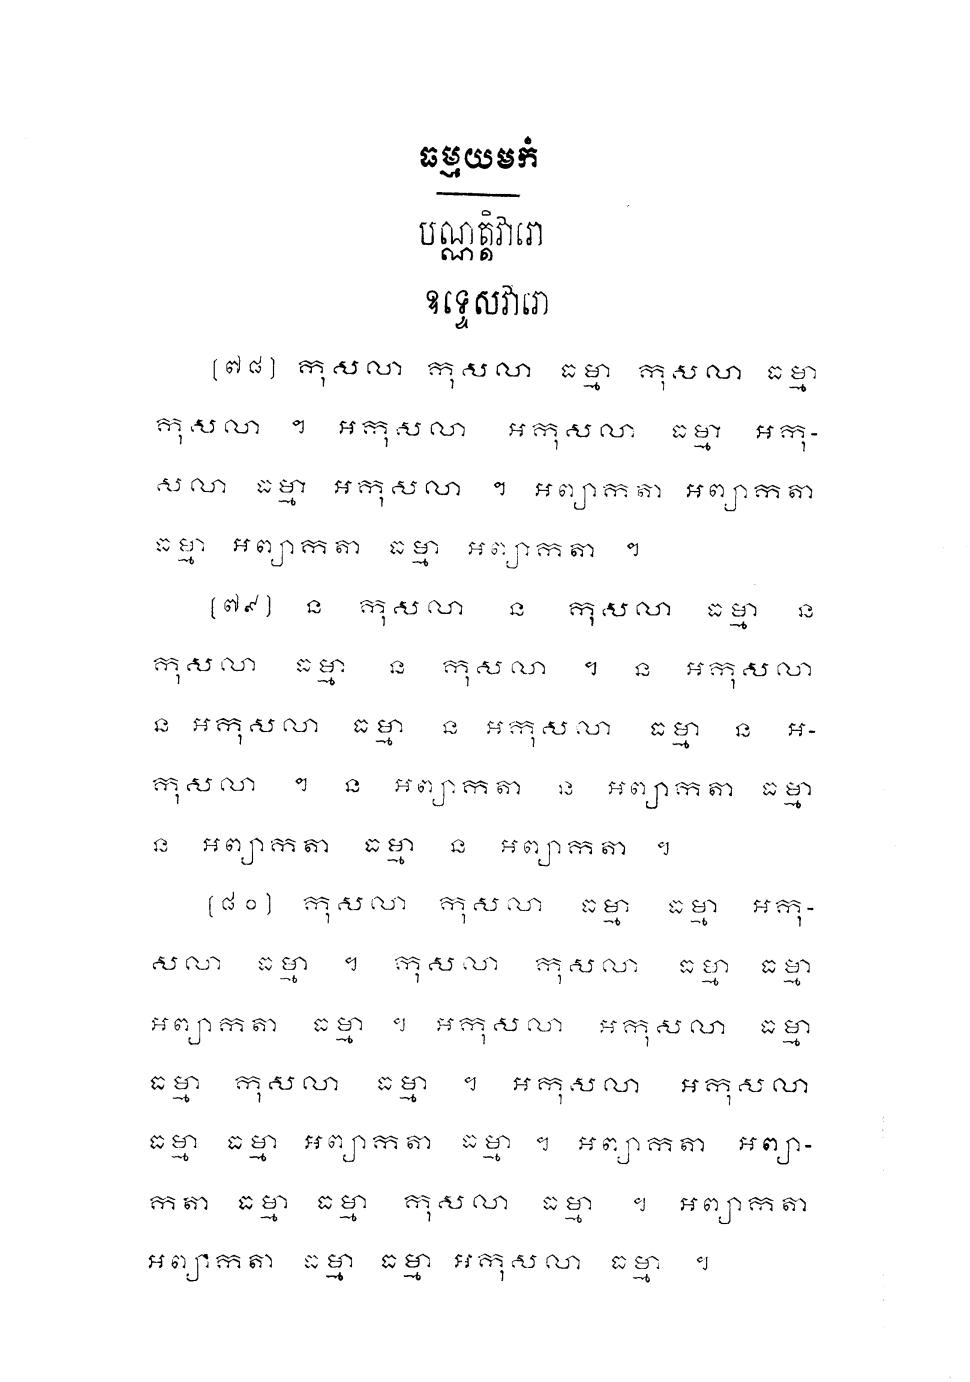 ធម្មយមកំ
បណ្ណត្តិវារោ
ឧទ្ទេសវារោ
(៧៨) កុសលា កុសលា ធម្មា កុសលា ធម្មា
កុសលា ។ អកុសលា អកុសលា ធម្មា អកុ-
សលា ធម្មា អកុសលា ។ អព្យាកតា អព្យាកតា
ធម្មា អព្យាកតា ធម្មា អព្យាកតា ។
(៧៩) ន កុសលា ន កុសលា ធម្មា ន
កុសលា ធម្មា ន កុសលា ។ ន អកុសលា
ន អកុសលា ធម្មា ន អកុសលា ធម្មា ន អ-
កុសលា ។ ន អព្យាកតា ន អព្យាកតា ធម្មា
ន អព្យាកតា ធម្មា ន អព្យាកតា ។
(៨០) កុសលា កុសលា ធម្មា ធម្មា អកុ-
សលា ធម្មា ។ កុសលា កុសលា ធម្មា ធម្មា
អព្យាកតា ធម្មា ។ អកុសលា អកុសលា ធម្មា
ធម្មា កុសលា ធម្មា ។ អកុសលា អកុសលា
ធម្មា ធម្មា អព្យាកតា ធម្មា ។ អព្យាកតា អព្យា-
កតា ធម្មា ធម្មា កុសលា ធម្មា ។ អព្យាកតា
អព្យាកតា ធម្មា ធម្មា អកុសលា ធម្មា ។